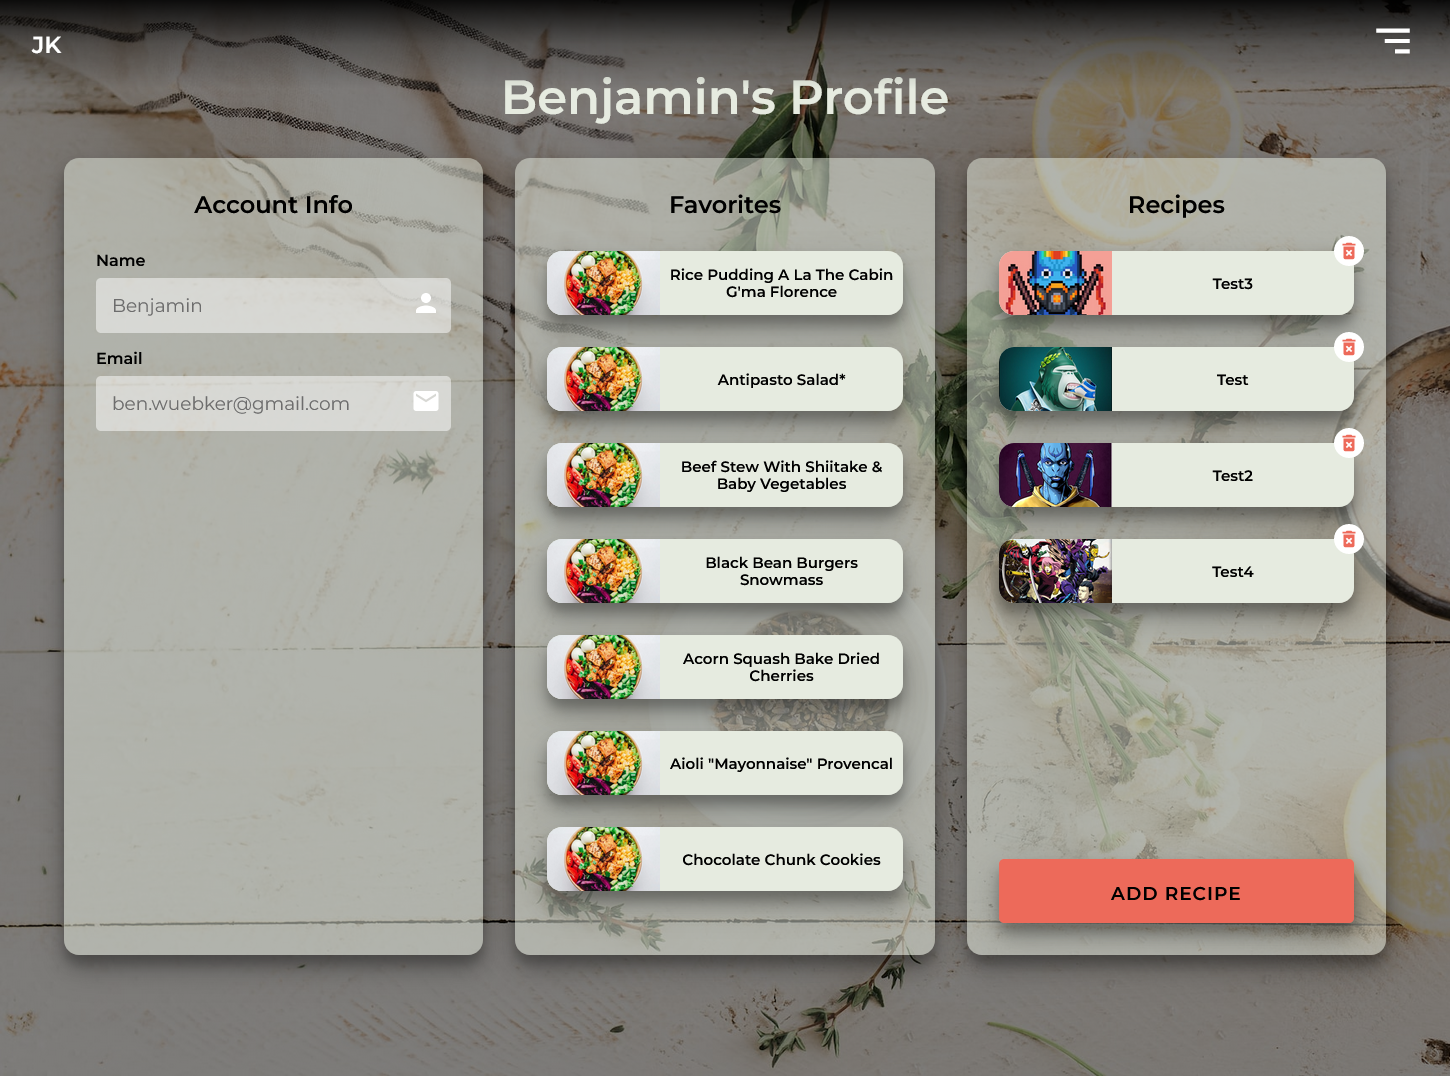 JK
Benjamin's Profile
Account Info
Name
Benjamin
Email
ben.wuebker@gmail.com
Favorites
Rice Pudding A La The Cabin
G'ma Florence
Antipasto Salad*
Beef Stew With Shiitake &
Baby Vegetables
Black Bean Burgers
Snowmass
Acorn Squash Bake Dried
Cherries
Aioli "Mayonnaise" Provencal
Chocolate Chunk Cookies
Recipes
Test3
Test
Test2
Test4
ADD RECIPE